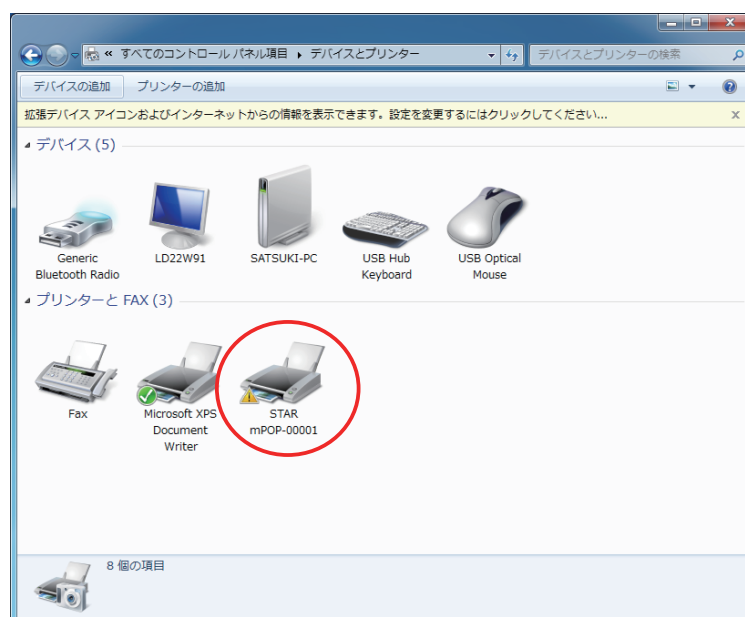 « すべてのコントロール パネル項目 ▸ デバイスとプリンター
デバイスとプリンターの検索
デバイスの追加 プリンターの追加
拡張デバイス アイコンおよびインターネットからの情報を表示できます。設定を変更するにはクリックしてください...
デバイス (5)
Generic
Bluetooth Radio
LD22W91
SATSUKI-PC
USB Hub
Keyboard
USB Optical
Mouse
プリンターと FAX (3)
Fax
Microsoft XPS
Document
Writer
STAR
mPOP-00001
8 個の項目